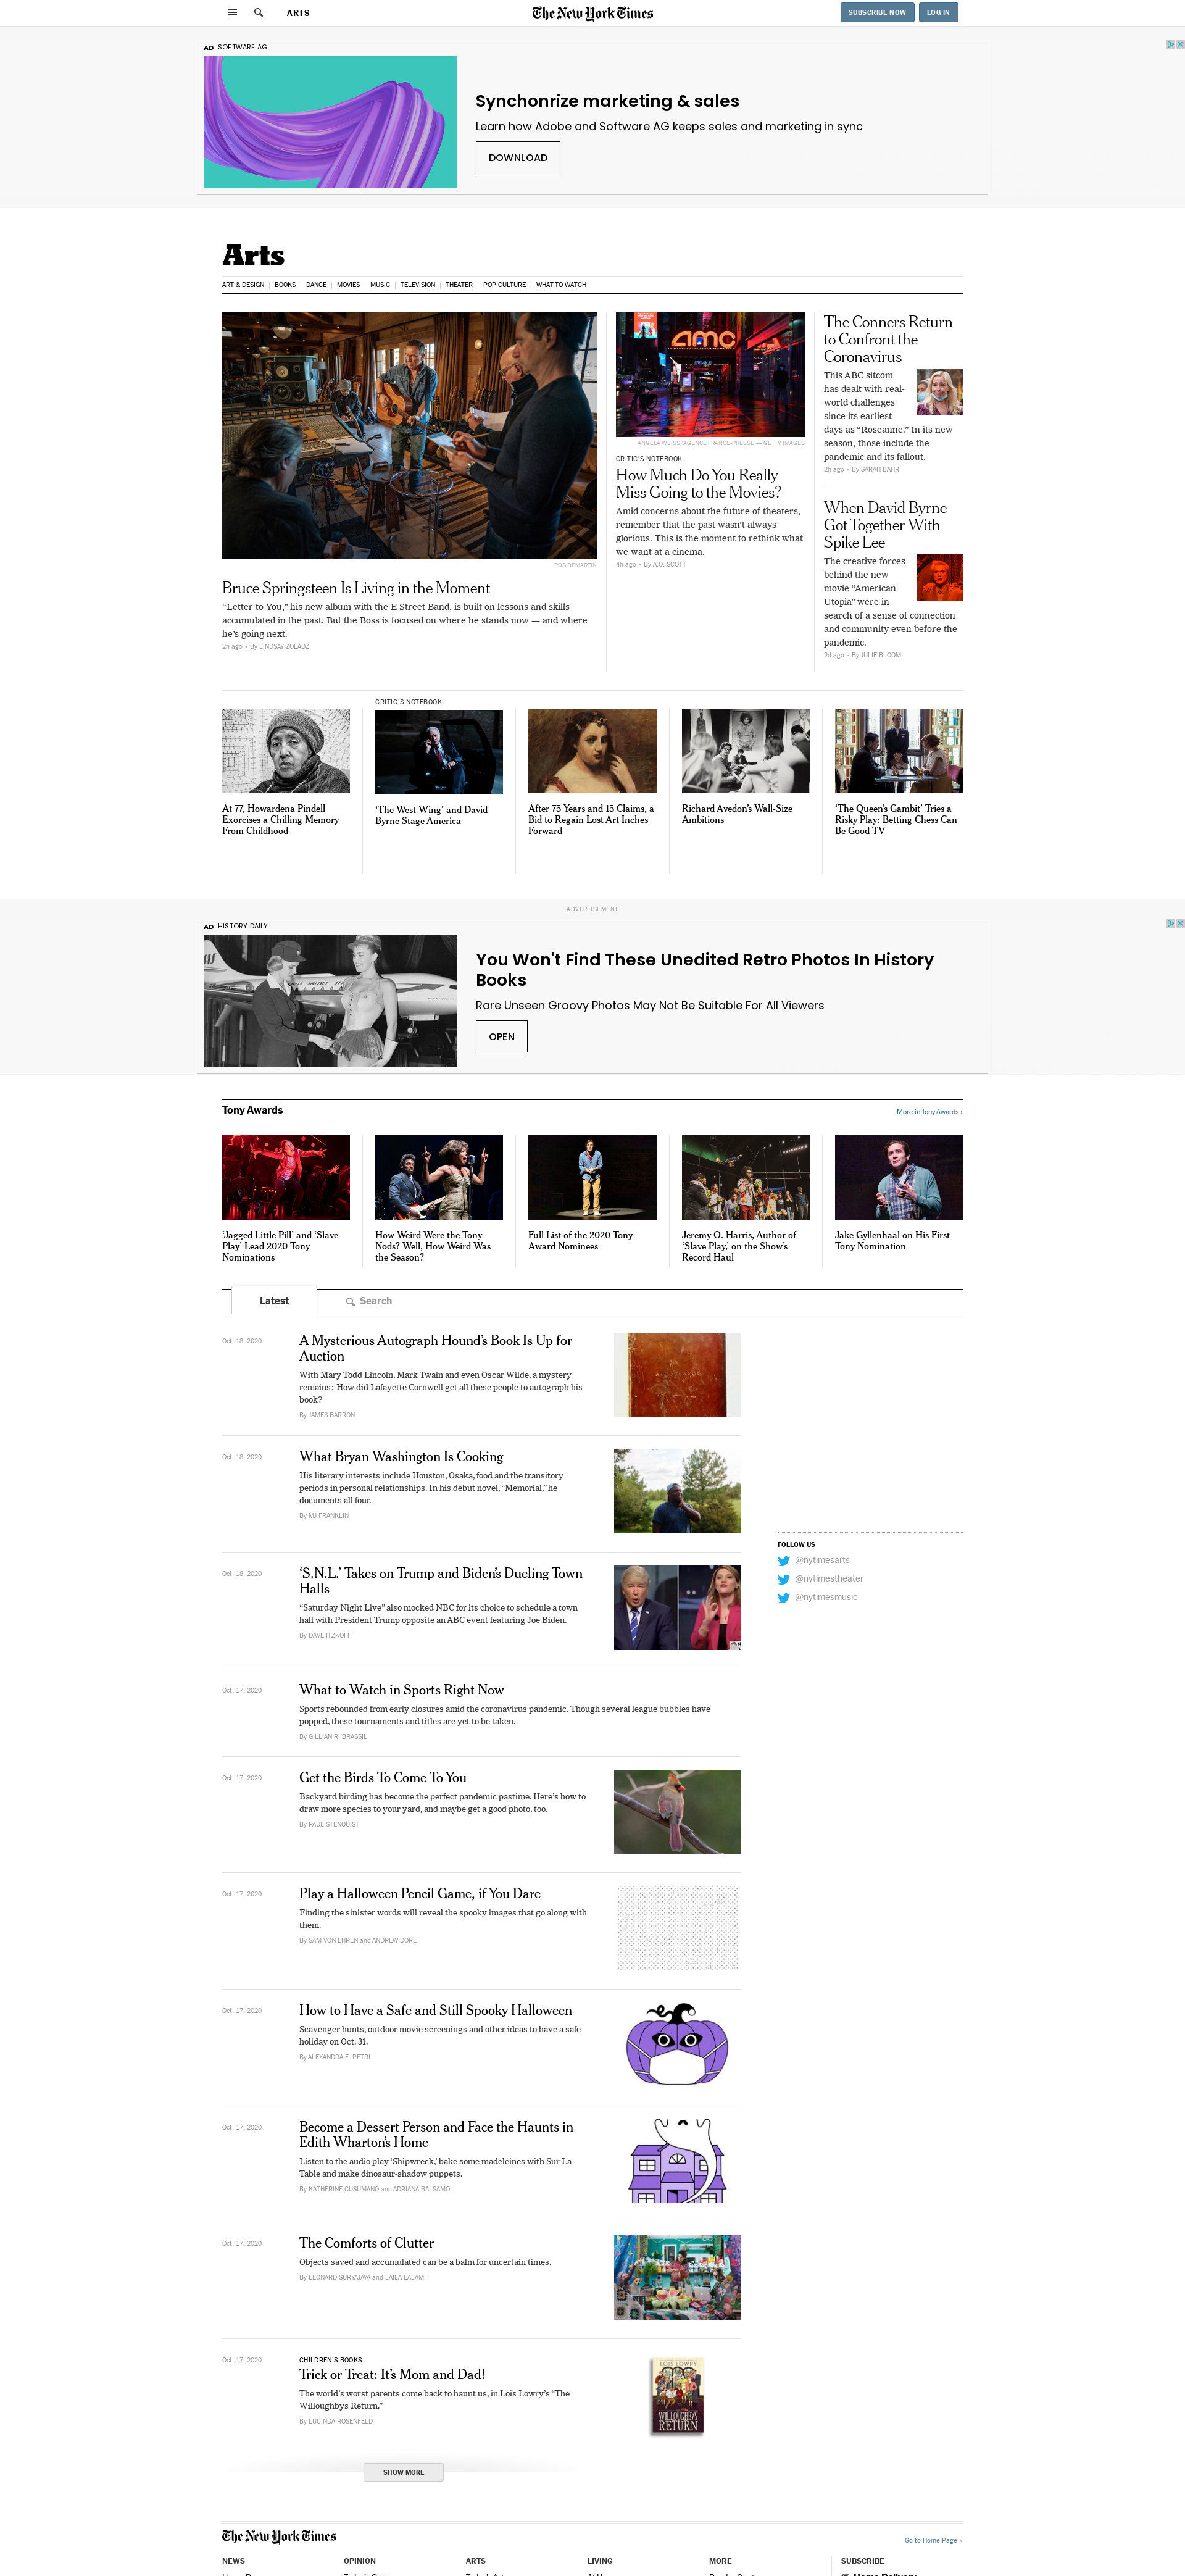 ARTS
The New York Times
SUBSCRIBE NOW
LOG IN
AD SOFTWARE AG
Synchonrize marketing & sales
Learn how Adobe and Software AG keeps sales and marketing in sync
DOWNLOAD
Arts
ART & DESIGN
BOOKS
DANCE
MOVIES
MUSIC
TELEVISION
THEATER
POP CULTURE
WHAT TO WATCH
ROB DEMARTIN
Bruce Springsteen Is Living in the Moment
“Letter to You,” his new album with the E Street Band, is built on lessons and skills
accumulated in the past. But the Boss is focused on where he stands now — and where
he’s going next.
2h ago • By LINDSAY ZOLADZ
amc
IMAX
ANGELA WEISS/AGENCE FRANCE-PRESSE — GETTY IMAGES
CRITIC’S NOTEBOOK
How Much Do You Really
Miss Going to the Movies?
Amid concerns about the future of theaters,
remember that the past wasn’t always
glorious. This is the moment to rethink what
we want at a cinema.
4h ago • By A.O. SCOTT
The Conners Return
to Confront the
Coronavirus
This ABC sitcom
has dealt with real-
world challenges
since its earliest
days as “Roseanne.” In its new
season, those include the
pandemic and its fallout.
2h ago • By SARAH BAHR
When David Byrne
Got Together With
Spike Lee
The creative forces
behind the new
movie “American
Utopia” were in
search of a sense of connection
and community even before the
pandemic.
2d ago • By JULIE BLOOM
At 77, Howardena Pindell
Exorcises a Chilling Memory
From Childhood
CRITIC’S NOTEBOOK
‘The West Wing’ and David
Byrne Stage America
After 75 Years and 15 Claims, a
Bid to Regain Lost Art Inches
Forward
Richard Avedon’s Wall-Size
Ambitions
‘The Queen’s Gambit’ Tries a
Risky Play: Betting Chess Can
Be Good TV
ADVERTISEMENT
AD HISTORY DAILY
You Won't Find These Unedited Retro Photos In History
Books
Rare Unseen Groovy Photos May Not Be Suitable For All Viewers
OPEN
Tony Awards
More in Tony Awards ›
‘Jagged Little Pill’ and ‘Slave
Play’ Lead 2020 Tony
Nominations
How Weird Were the Tony
Nods? Well, How Weird Was
the Season?
Full List of the 2020 Tony
Award Nominees
Jeremy O. Harris, Author of
‘Slave Play,’ on the Show’s
Record Haul
Jake Gyllenhaal on His First
Tony Nomination
Latest
Search
Oct. 18, 2020
A Mysterious Autograph Hound’s Book Is Up for
Auction
With Mary Todd Lincoln, Mark Twain and even Oscar Wilde, a mystery
remains: How did Lafayette Cornwell get all these people to autograph his
book?
By JAMES BARRON
Oct. 18, 2020
What Bryan Washington Is Cooking
His literary interests include Houston, Osaka, food and the transitory
periods in personal relationships. In his debut novel, “Memorial,” he
documents all four.
By MJ FRANKLIN
FOLLOW US
@nytimesarts
@nytimestheater
@nytimesmusic
Oct. 18, 2020
‘S.N.L.’ Takes on Trump and Biden’s Dueling Town
Halls
“Saturday Night Live” also mocked NBC for its choice to schedule a town
hall with President Trump opposite an ABC event featuring Joe Biden.
By DAVE ITZKOFF
Oct. 17, 2020
What to Watch in Sports Right Now
Sports rebounded from early closures amid the coronavirus pandemic. Though several league bubbles have
popped, these tournaments and titles are yet to be taken.
By GILLIAN R. BRASSIL
Oct. 17, 2020
Get the Birds To Come To You
Backyard birding has become the perfect pandemic pastime. Here’s how to
draw more species to your yard, and maybe get a good photo, too.
By PAUL STENQUIST
Oct. 17, 2020
Play a Halloween Pencil Game, if You Dare
Finding the sinister words will reveal the spooky images that go along with
them.
By SAM VON EHREN and ANDREW DORE
Oct. 17, 2020
How to Have a Safe and Still Spooky Halloween
Scavenger hunts, outdoor movie screenings and other ideas to have a safe
holiday on Oct. 31.
By ALEXANDRA E. PETRI
Oct. 17, 2020
Become a Dessert Person and Face the Haunts in
Edith Wharton’s Home
Listen to the audio play ‘Shipwreck,’ bake some madeleines with Sur La
Table and make dinosaur-shadow puppets.
By KATHERINE CUSUMANO and ADRIANA BALSAMO
Oct. 17, 2020
The Comforts of Clutter
Objects saved and accumulated can be a balm for uncertain times.
By LEONARD SURYAJAYA and LAILA LALAMI
Oct. 17, 2020
CHILDREN’S BOOKS
Trick or Treat: It’s Mom and Dad!
The world’s worst parents come back to haunt us, in Lois Lowry’s “The
Willoughbys Return.”
By LUCINDA ROSENFELD
LOIS LOWRY
WILLOUGHBYS
RETURN
SHOW MORE
The New York Times
Go to Home Page »
NEWS
OPINION
ARTS
LIVING
MORE
SUBSCRIBE